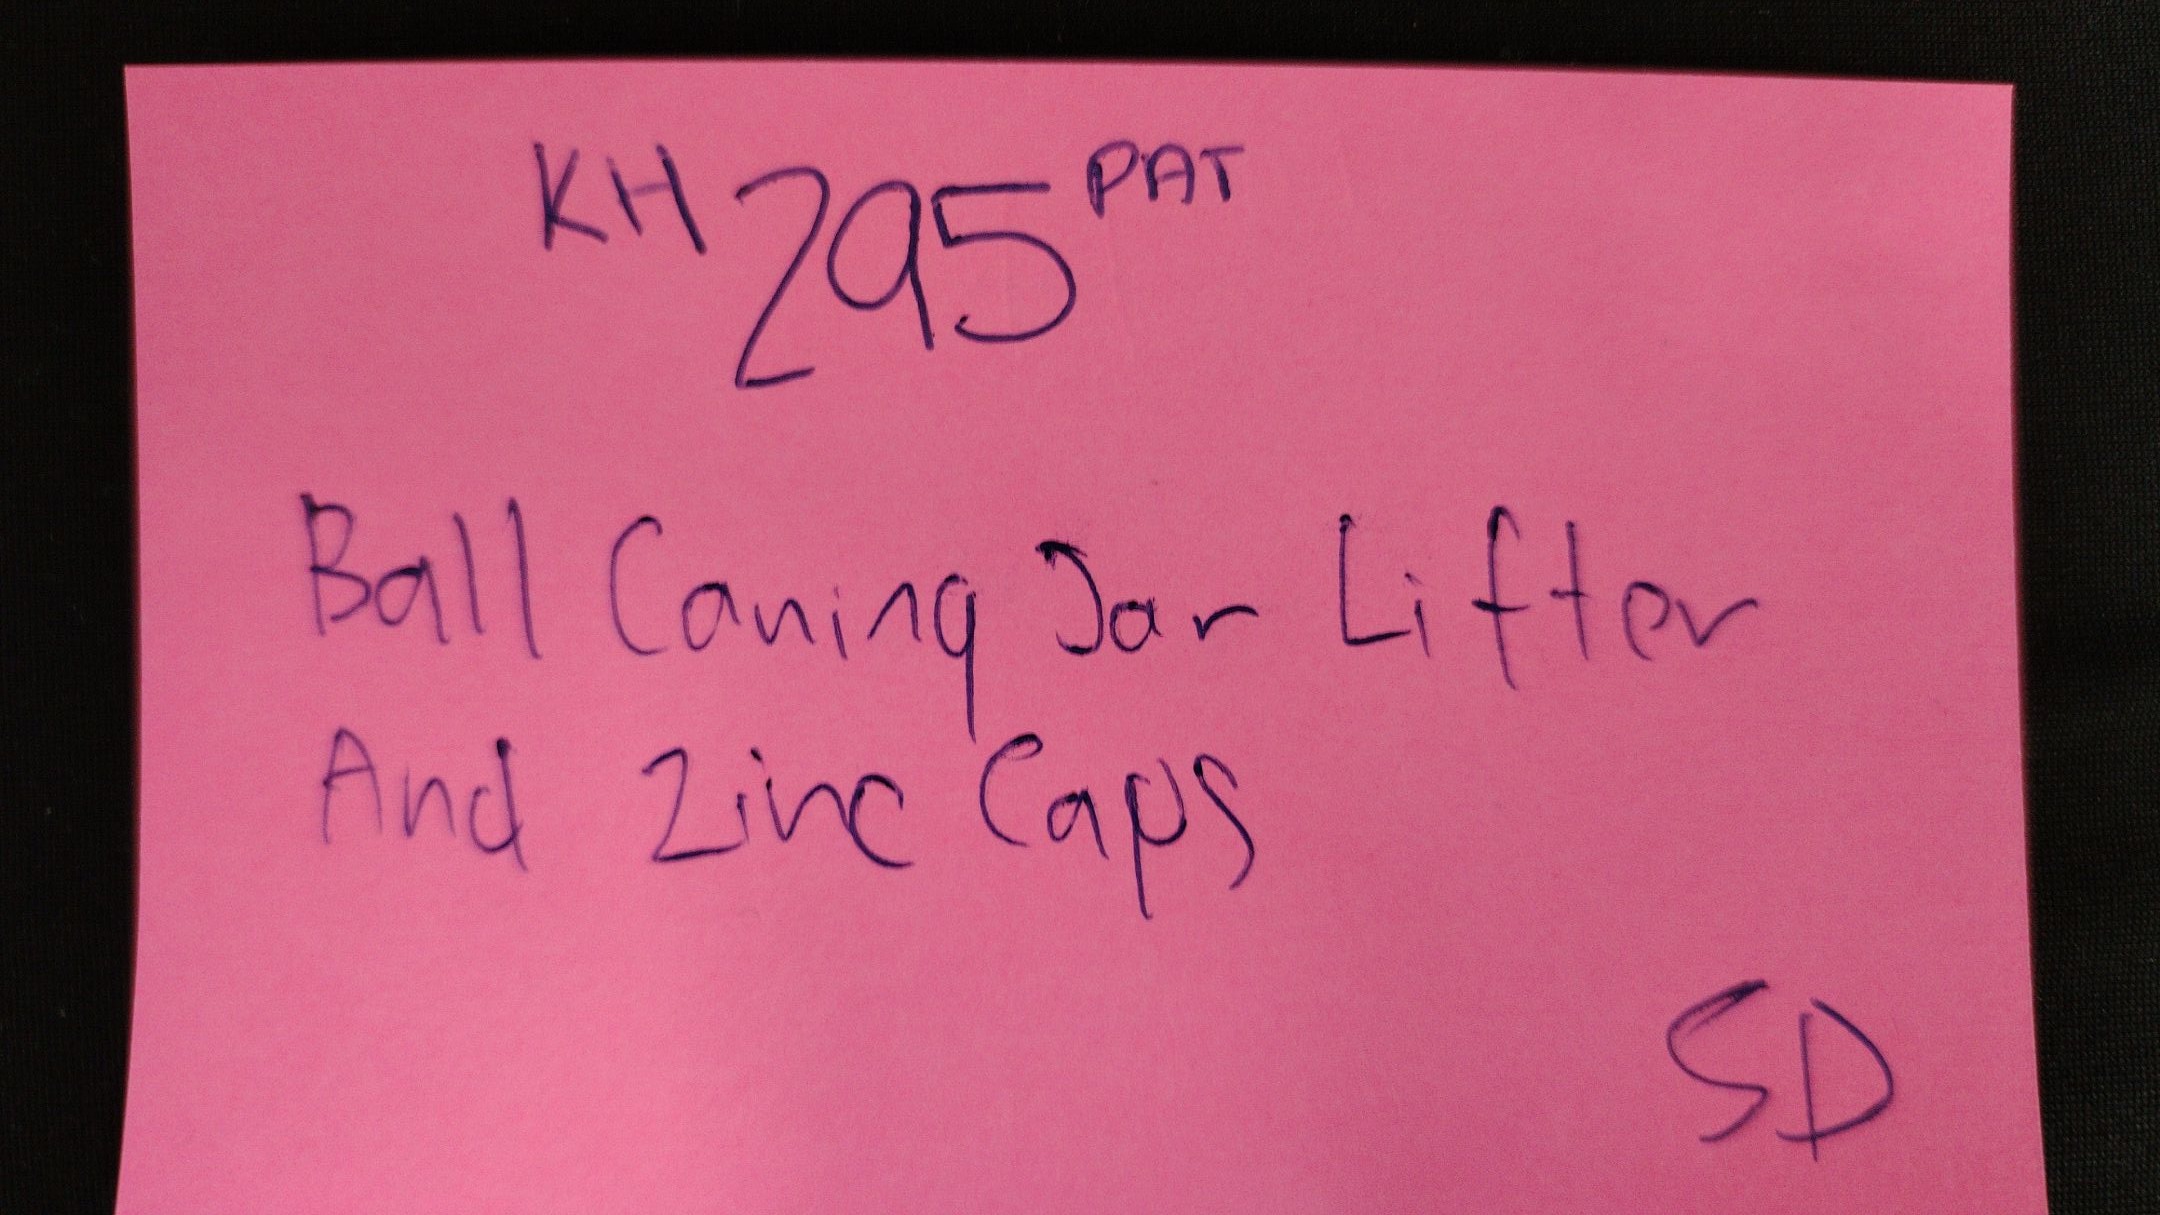 KH 295 PAT
Ball Caning Jar Lifter
And Zinc Caps
SD